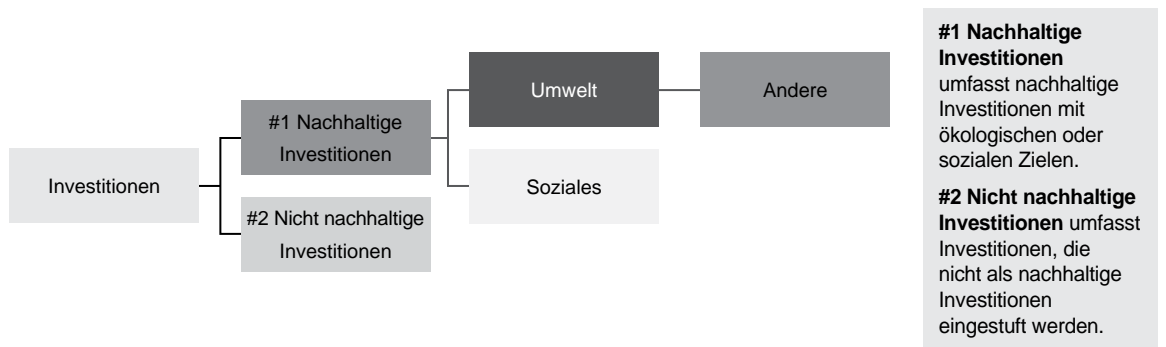 Investitionen
#1 Nachhaltige
Investitionen
#2 Nicht nachhaltige
Investitionen
Umwelt
Soziales
Andere
#1 Nachhaltige
Investitionen
umfasst nachhaltige
Investitionen mit
ökologischen oder
sozialen Zielen.
#2 Nicht nachhaltige
Investitionen umfasst
Investitionen, die
nicht als nachhaltige
Investitionen
eingestuft werden.